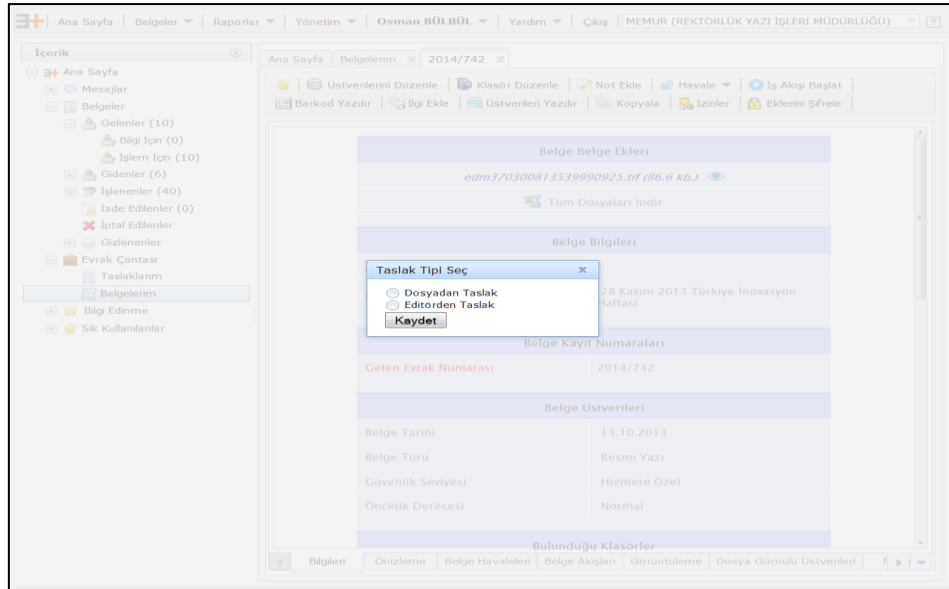 Ana Sayfa Belgeler Raporlar Yönetim Osman BÜLBÜL Yardım Çıkış MEMUR (REKTÖRLÜK YAZI İŞLERİ MÜDÜRLÜĞÜ)
İçerik
Ana Sayfa
Mesajlar
Belgeler
Gelenler (10)
Bilgi İçin (0)
İşlem İçin (10)
Gidenler (6)
İşlenenler (40)
İade Edilenler (0)
İptal Edilenler
Gizlenenler
Evrak Çantası
Taslaklarım
Belgelerim
Bilgi Edinme
Sık Kullanılanlar
Ana Sayfa Belgelerim 2014/742
Üstverilerini Düzenle Klasör Düzenle Not Ekle Havale İş Akışı Başlat
Barkod Yazdır İlgi Ekle Üstverileri Yazdır Kopyala İzinler Eklerini Şifrele
Belge Belge Ekleri
edm370300813539990925.tif (86.6 kb.)
Tüm Dosyaları İndir
Belge Bilgileri
Taslak Tipi Seç
Dosyadan Taslak
Editörden Taslak
Kaydet
28 Kasım 2013 Türkiye İnovasyon
Haftası
Belge Kayıt Numaraları
Gelen Evrak Numarası 2014/742
Belge Üstverileri
Belge Tarihi 13.10.2013
Belge Türü Resmi Yazı
Güvenlik Seviyesi Hizmete Özel
Öncelik Derecesi Normal
Bulunduğu Klasörler
Bilgileri Önizleme Belge Havaleleri Belge Akışları Görüntüleme Dosya Gömülü Üstverileri